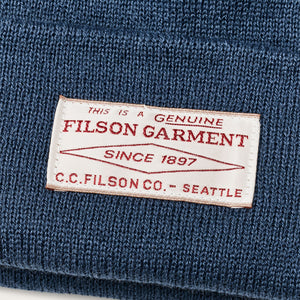 THIS IS A GENUINE
FILSON GARMENT
SINCE 1897
C.C. FILSON CO. – SEATTLE